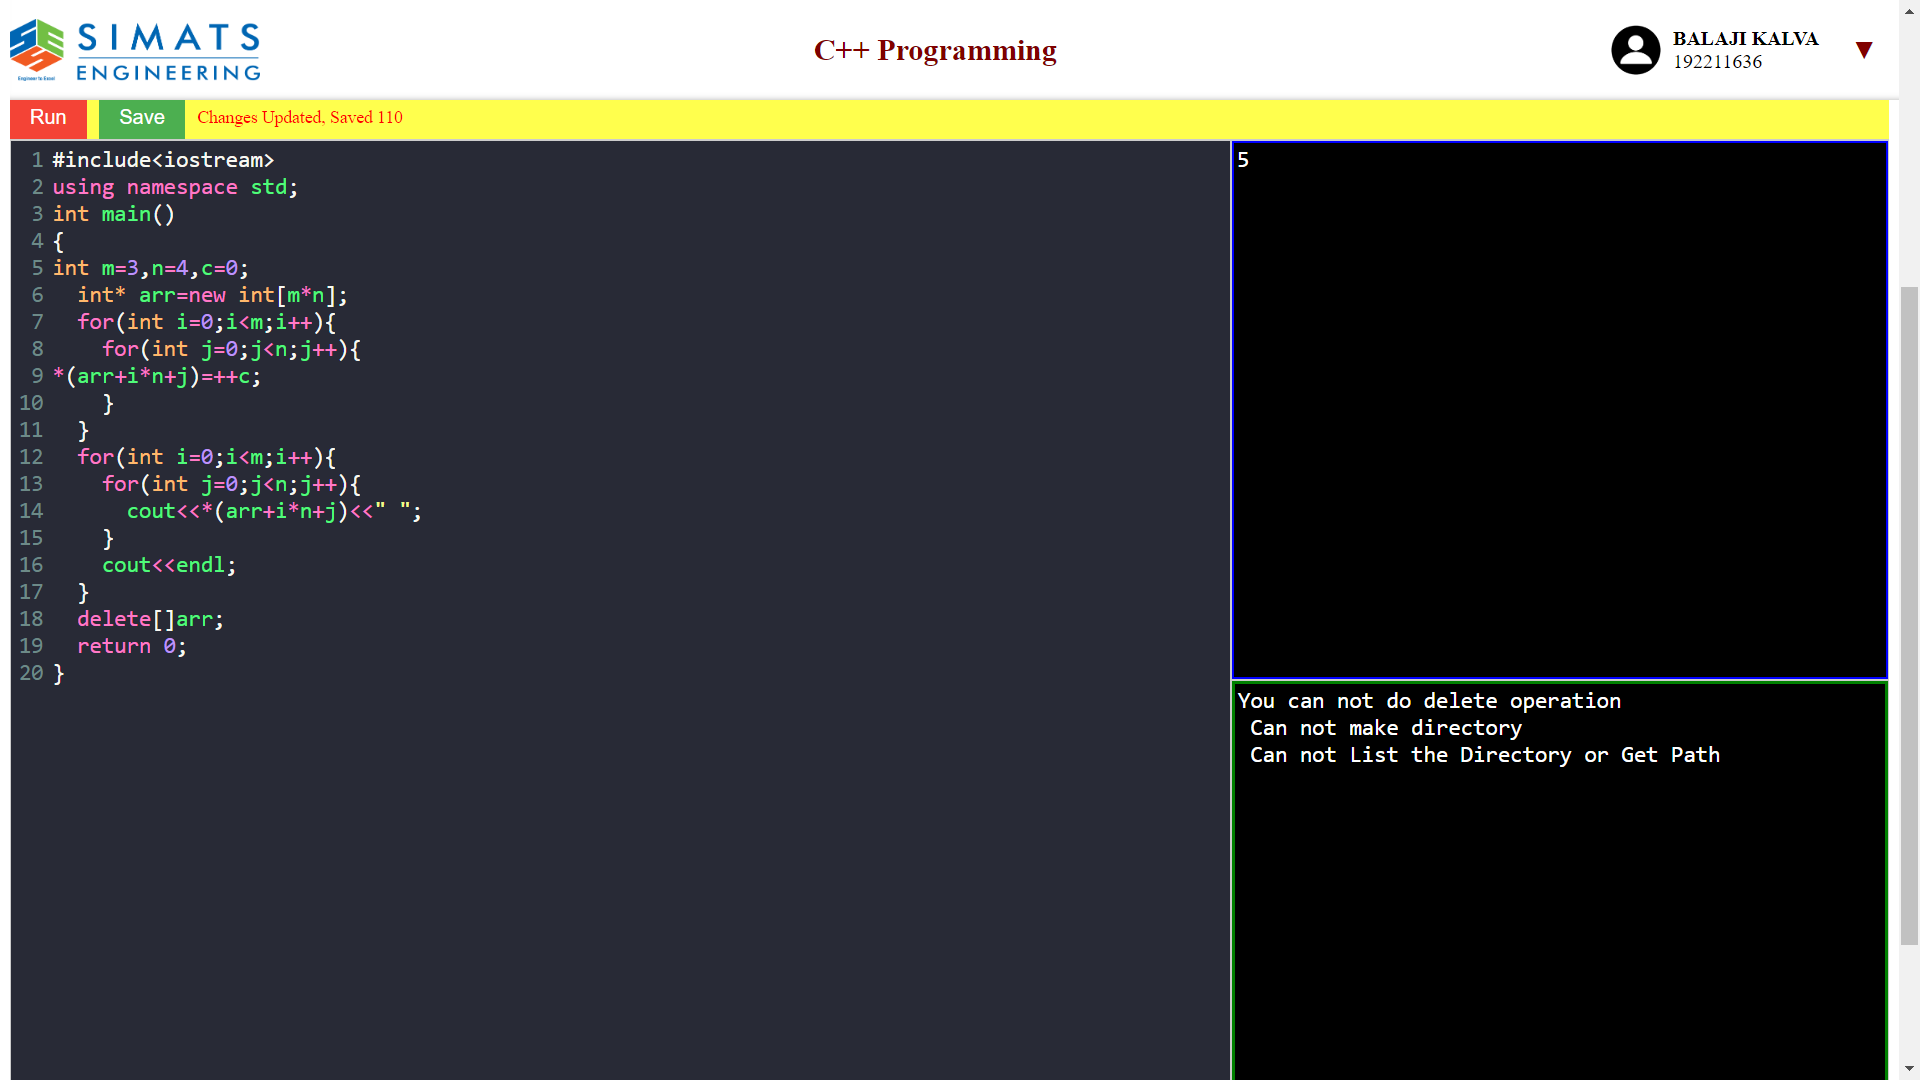 SIMATS
ENGINEERING
Engineer to Excel
C++ Programming
BALAJI KALVA
192211636
Run
Save
Changes Updated, Saved 110
1 #include<iostream>
2 using namespace std;
3 int main()
4 {
5 int m=3,n=4,c=0;
6   int* arr=new int[m*n];
7   for(int i=0;i<m;i++){
8     for(int j=0;j<n;j++){
9 *(arr+i*n+j)=++c;
10     }
11   }
12   for(int i=0;i<m;i++){
13     for(int j=0;j<n;j++){
14       cout<<*(arr+i*n+j)<<" ";
15     }
16     cout<<endl;
17   }
18   delete[]arr;
19   return 0;
20 }
5
You can not do delete operation
Can not make directory
Can not List the Directory or Get Path